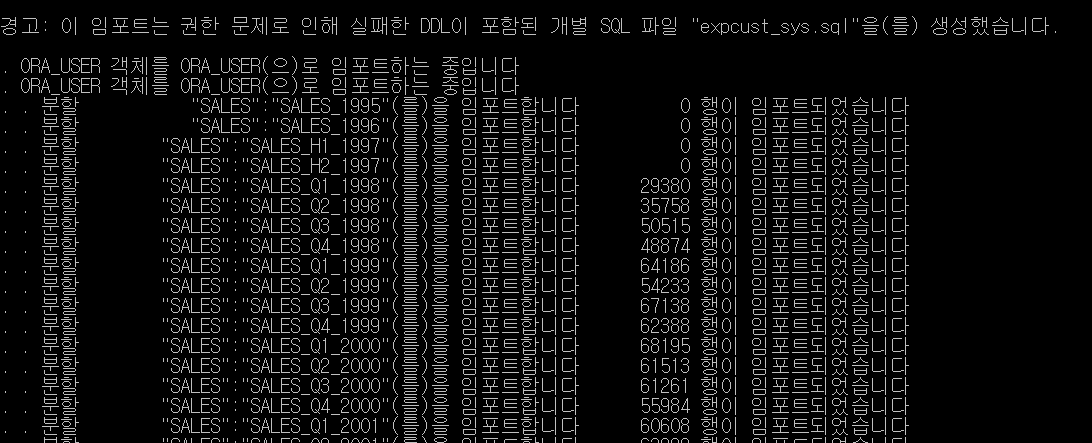 경고: 이 임포트는 권한 문제로 인해 실패한 DDL이 포함된 개별 SQL 파일 "expcust_sys.sql"을(를) 생성했습니다.
. ORA_USER 객체를 ORA_USER(으)로 임포트하는 중입니다
. ORA_USER 객체를 ORA_USER(으)로 임포트하는 중입니다
. . 분할 "SALES":"SALES_1995"(를)을 임포트합니다 0 행이 임포트되었습니다
. . 분할 "SALES":"SALES_1996"(를)을 임포트합니다 0 행이 임포트되었습니다
. . 분할 "SALES":"SALES_H1_1997"(를)을 임포트합니다 0 행이 임포트되었습니다
. . 분할 "SALES":"SALES_H2_1997"(를)을 임포트합니다 0 행이 임포트되었습니다
. . 분할 "SALES":"SALES_Q1_1998"(를)을 임포트합니다 29380 행이 임포트되었습니다
. . 분할 "SALES":"SALES_Q2_1998"(를)을 임포트합니다 35758 행이 임포트되었습니다
. . 분할 "SALES":"SALES_Q3_1998"(를)을 임포트합니다 50515 행이 임포트되었습니다
. . 분할 "SALES":"SALES_Q4_1998"(를)을 임포트합니다 48874 행이 임포트되었습니다
. . 분할 "SALES":"SALES_Q1_1999"(를)을 임포트합니다 64186 행이 임포트되었습니다
. . 분할 "SALES":"SALES_Q2_1999"(를)을 임포트합니다 54233 행이 임포트되었습니다
. . 분할 "SALES":"SALES_Q3_1999"(를)을 임포트합니다 67138 행이 임포트되었습니다
. . 분할 "SALES":"SALES_Q4_1999"(를)을 임포트합니다 62388 행이 임포트되었습니다
. . 분할 "SALES":"SALES_Q1_2000"(를)을 임포트합니다 68195 행이 임포트되었습니다
. . 분할 "SALES":"SALES_Q2_2000"(를)을 임포트합니다 61513 행이 임포트되었습니다
. . 분할 "SALES":"SALES_Q3_2000"(를)을 임포트합니다 61261 행이 임포트되었습니다
. . 분할 "SALES":"SALES_Q4_2000"(를)을 임포트합니다 55984 행이 임포트되었습니다
. . 분할 "SALES":"SALES_Q1_2001"(를)을 임포트합니다 60608 행이 임포트되었습니다